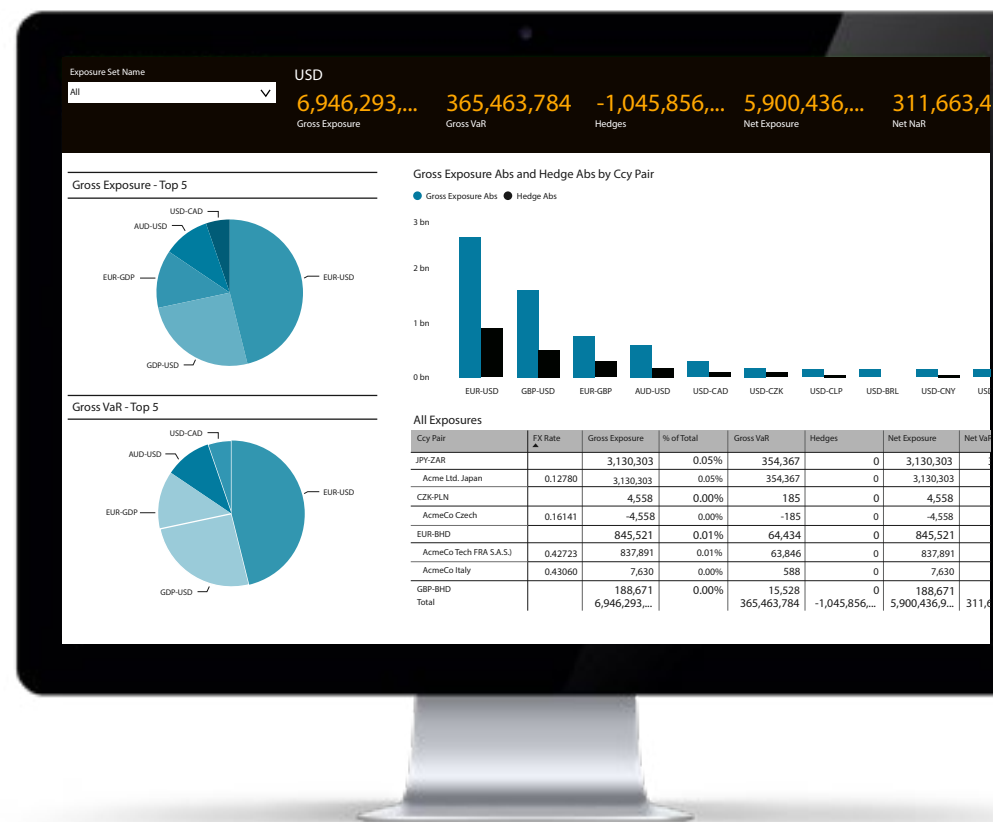 Exposure Set Name
All
USD
6,946,293,...
Gross Exposure
365,463,784
Gross VaR
-1,045,856,...
Hedges
5,900,436,...
Net Exposure
311,663,4
Net NaR
Gross Exposure - Top 5
USD-CAD
AUD-USD
EUR-GDP
EUR-USD
GDP-USD
Gross VaR - Top 5
USD-CAD
AUD-USD
EUR-USD
EUR-GDP
GDP-USD
Gross Exposure Abs and Hedge Abs by Ccy Pair
Gross Exposure Abs Hedge Abs
3 bn
2 bn
1 bn
0 bn
EUR-USD GBP-USD EUR-GBP AUD-USD USD-CAD USD-CZK USD-CLP USD-BRL USD-CNY USD
All Exposures
Ccy Pair FX Rate Gross Exposure % of Total Gross VaR Hedges Net Exposure Net VaR
JPY-ZAR 3,130,303 0.05% 354,367 0 3,130,303
Acme Ltd. Japan 0.12780 3,130,303 0.05% 354,367 0 3,130,303
CZK-PLN 4,558 0.00% 185 0 4,558
AcmeCo Czech 0.16141 -4,558 0.00% -185 0 -4,558
EUR-BHD 845,521 0.01% 64,434 0 845,521
AcmeCo Tech FRA S.A.S.) 0.42723 837,891 0.01% 63,846 0 837,891
AcmeCo Italy 0.43060 7,630 0.00% 588 0 7,630
GBP-BHD 188,671 0.00% 15,528 0 188,671
Total 6,946,293,... 365,463,784 -1,045,856,... 5,900,436,9... 311,6